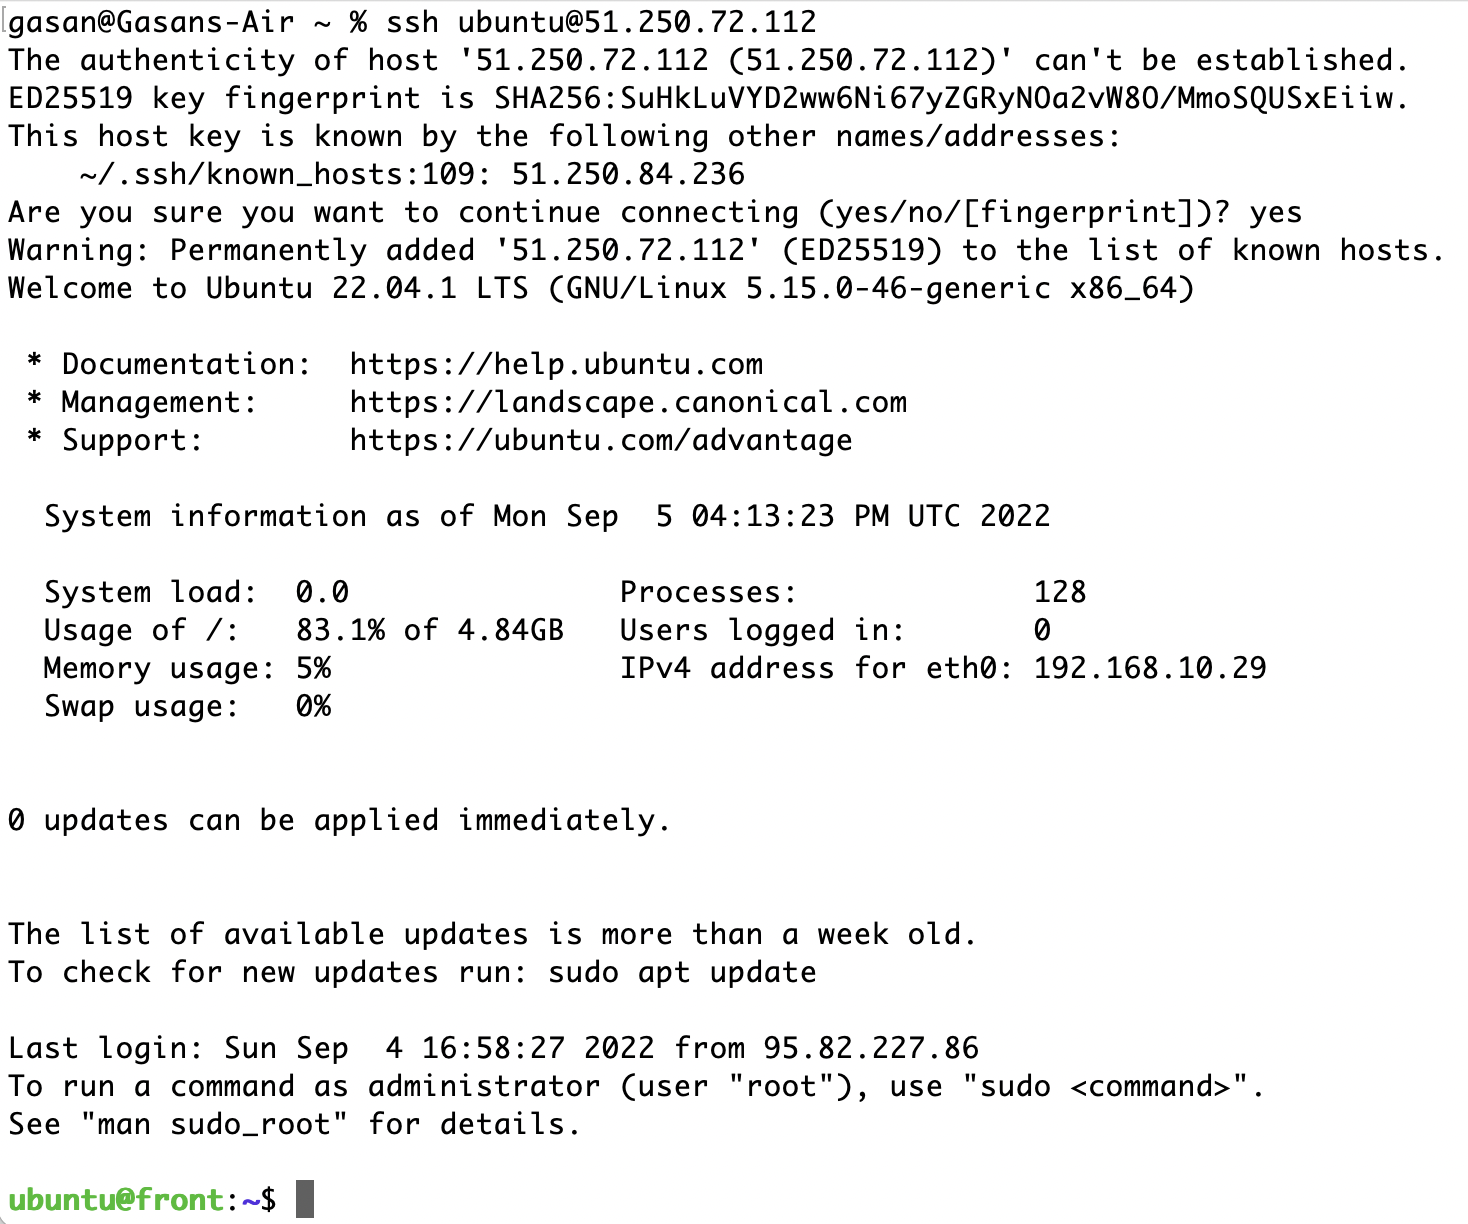 gasan@Gasans-Air ~ % ssh ubuntu@51.250.72.112
The authenticity of host '51.250.72.112 (51.250.72.112)' can't be established.
ED25519 key fingerprint is SHA256:SuHkLuVYD2ww6Ni67yZGRyNOa2vW8O/MmoSQUSxEiiw.
This host key is known by the following other names/addresses:
    ~/.ssh/known_hosts:109: 51.250.84.236
Are you sure you want to continue connecting (yes/no/[fingerprint])? yes
Warning: Permanently added '51.250.72.112' (ED25519) to the list of known hosts.
Welcome to Ubuntu 22.04.1 LTS (GNU/Linux 5.15.0-46-generic x86_64)

 * Documentation:  https://help.ubuntu.com
 * Management:     https://landscape.canonical.com
 * Support:        https://ubuntu.com/advantage

  System information as of Mon Sep  5 04:13:23 PM UTC 2022

  System load:  0.0               Processes:             128
  Usage of /:   83.1% of 4.84GB   Users logged in:       0
  Memory usage: 5%                IPv4 address for eth0: 192.168.10.29
  Swap usage:   0%


0 updates can be applied immediately.


The list of available updates is more than a week old.
To check for new updates run: sudo apt update

Last login: Sun Sep  4 16:58:27 2022 from 95.82.227.86
To run a command as administrator (user "root"), use "sudo <command>".
See "man sudo_root" for details.

ubuntu@front:~$